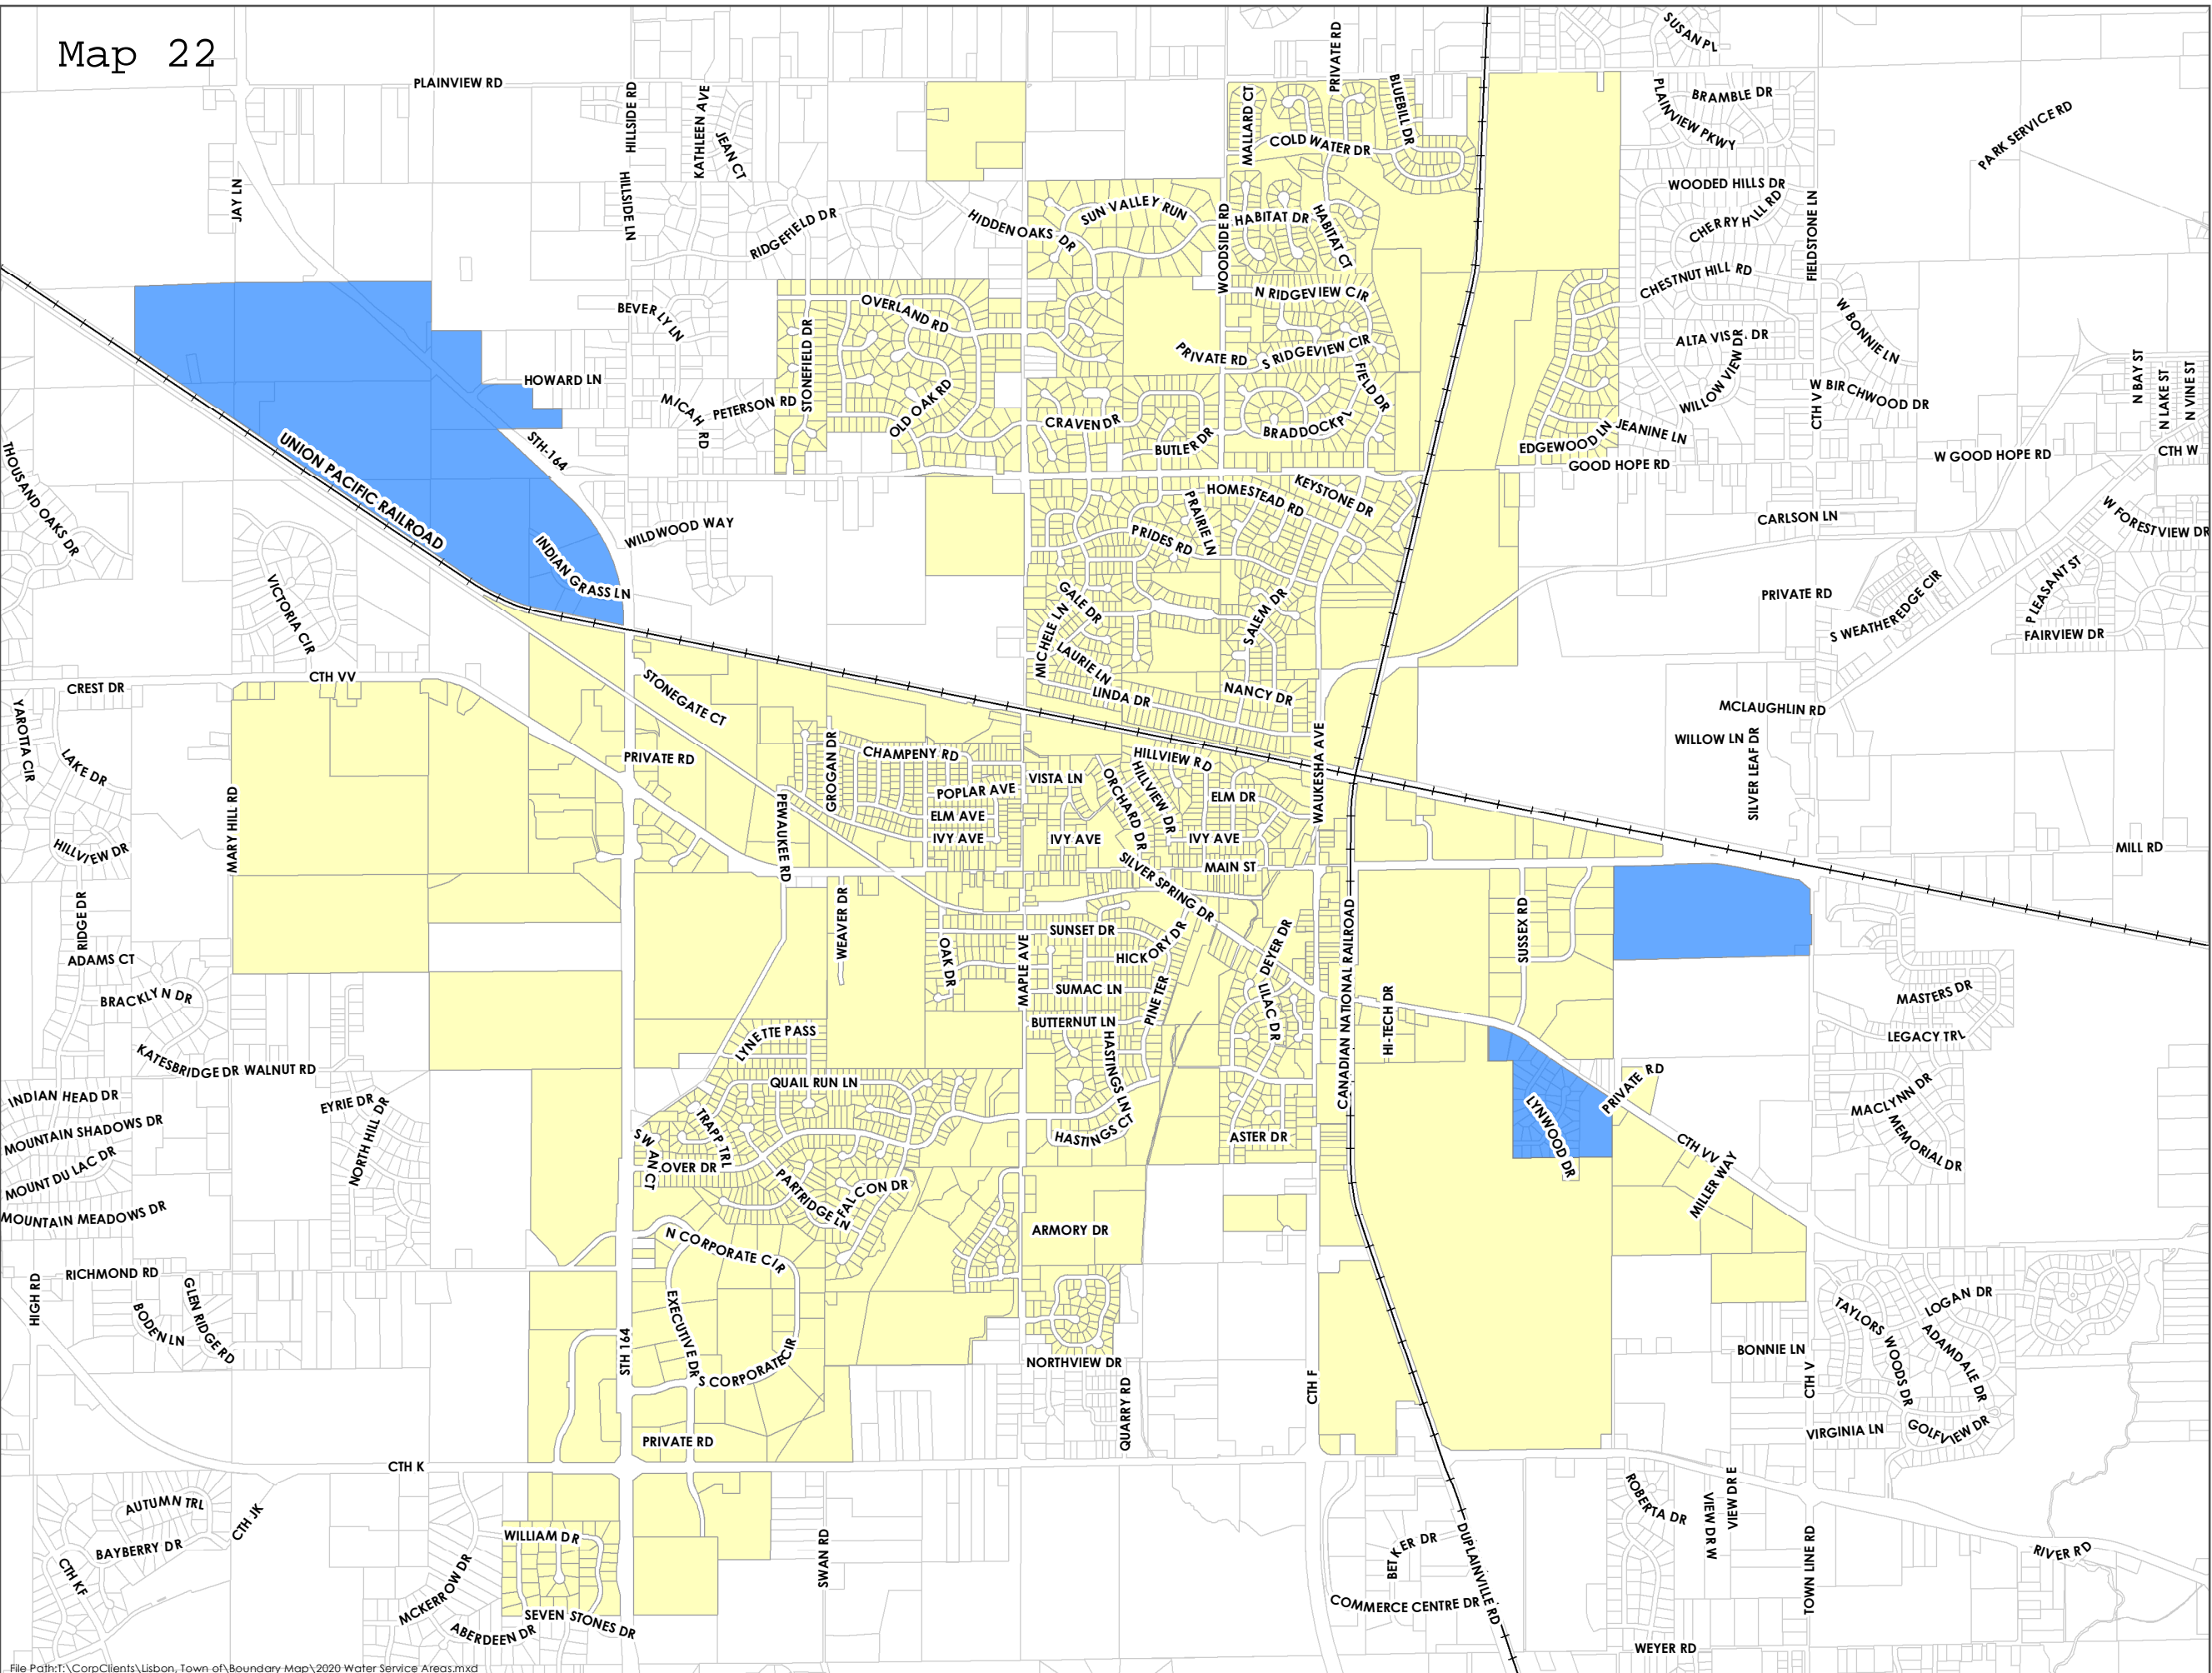 Map 22
PLAINVIEW RD
HILLSIDE RD
KATHLEEN AVE
JEAN CT
JAY LN
HILLSIDE LN
RIDGEFIELD DR
HIDDEN OAKS DR
SUN VALLEY RUN
WOODSIDE RD
MALLARD CT
PRIVATE RD
BLUEBILL DR
COLD WATER DR
HABITAT DR
HABITAT CT
SUSAN PL
BRAMBLE DR
PLAINVIEW PKWY
PARK SERVICE RD
WOODED HILLS DR
CHERRY HILL RD
FIELDSTONE LN
CHESTNUT HILL RD
W BONNIE LN
WILLOW VIEW DR
W BIRCHWOOD DR
CTH V
N BAY ST
N LAKE ST
N VINE ST
CTH W
BEVERLY LN
HOWARD LN
MICAH RD
PETERSON RD
STONEFIELD DR
OVERLAND RD
OLD OAK RD
N RIDGEVIEW CIR
PRIVATE RD
S RIDGEVIEW CIR
FIELD DR
CRAVEN DR
BUTLER DR
BRADDOCK PL
EDGEWOOD LN
JEANINE LN
GOOD HOPE RD
W GOOD HOPE RD
STH-164
UNION PACIFIC RAILROAD
THOUSAND OAKS DR
WILDWOOD WAY
INDIAN GRASS LN
VICTORIA CIR
HOMESTEAD RD
KEYSTONE DR
PRAIRIE LN
PRIDES RD
GALE DR
MICHELE LN
LAURIE LN
SALEM DR
LINDA DR
NANCY DR
CARLSON LN
W FORESTVIEW DR
PRIVATE RD
S WEATHEREDGE CIR
PLEASANT ST
FAIRVIEW DR
CREST DR
CTH VV
YAROTTA CIR
LAKE DR
HILLVIEW DR
MARY HILL RD
STONEGATE CT
PRIVATE RD
PEWAUKEE RD
GROGAN DR
CHAMPENY RD
POPLAR AVE
ELM AVE
IVY AVE
VISTA LN
ORCHARD DR
HILLVIEW RD
HILLVIEW DR
ELM DR
IVY AVE
IVY AVE
MAIN ST
WAUKESHA AVE
MCLAUGHLIN RD
WILLOW LN
SILVER LEAF DR
MILL RD
SILVER SPRING DR
RIDGE DR
ADAMS CT
BRACKLYN DR
KATESBRIDGE DR
WALNUT RD
WEAVER DR
OAK DR
MAPLE AVE
SUNSET DR
HICKORY DR
SUMAC LN
PINE TER
BUTTERNUT LN
HASTINGS LN
HASTINGS CT
DEYER DR
LILAC DR
ASTER DR
CANADIAN NATIONAL RAILROAD
HI-TECH DR
SUSSEX RD
MASTERS DR
LEGACY TRL
MACLYNN DR
MEMORIAL DR
INDIAN HEAD DR
MOUNTAIN SHADOWS DR
MOUNT DU LAC DR
MOUNTAIN MEADOWS DR
EYRIE DR
NORTH HILL DR
LYNETTE PASS
QUAIL RUN LN
TRAPP TRL
SWAN CT
OVER DR
PARTRIDGE LN
FALCON DR
N CORPORATE CIR
ARMORY DR
LYNWOOD DR
PRIVATE RD
CTH VV
MILLER WAY
HIGH RD
RICHMOND RD
BODEN LN
GLEN RIDGE RD
STH 164
EXECUTIVE DR
S CORPORATE CIR
PRIVATE RD
NORTHVIEW DR
QUARRY RD
CTH F
LOGAN DR
TAYLORS WOODS DR
ADAMDALE DR
BONNIE LN
CTH V
VIRGINIA LN
GOLFVIEW DR
CTH K
AUTUMN TRL
BAYBERRY DR
CTH JK
CTH KF
WILLIAM DR
MCKERROW DR
SEVEN STONES DR
ABERDEEN DR
SWAN RD
BETKER DR
COMMERCE CENTRE DR
DUPLAINVILLE RD
ROBERTA DR
VIEW DR W
VIEW DR E
TOWN LINE RD
RIVER RD
WEYER RD
File Path:T:\CorpClients\Lisbon, Town of\Boundary Map\2020 Water Service Areas.mxd